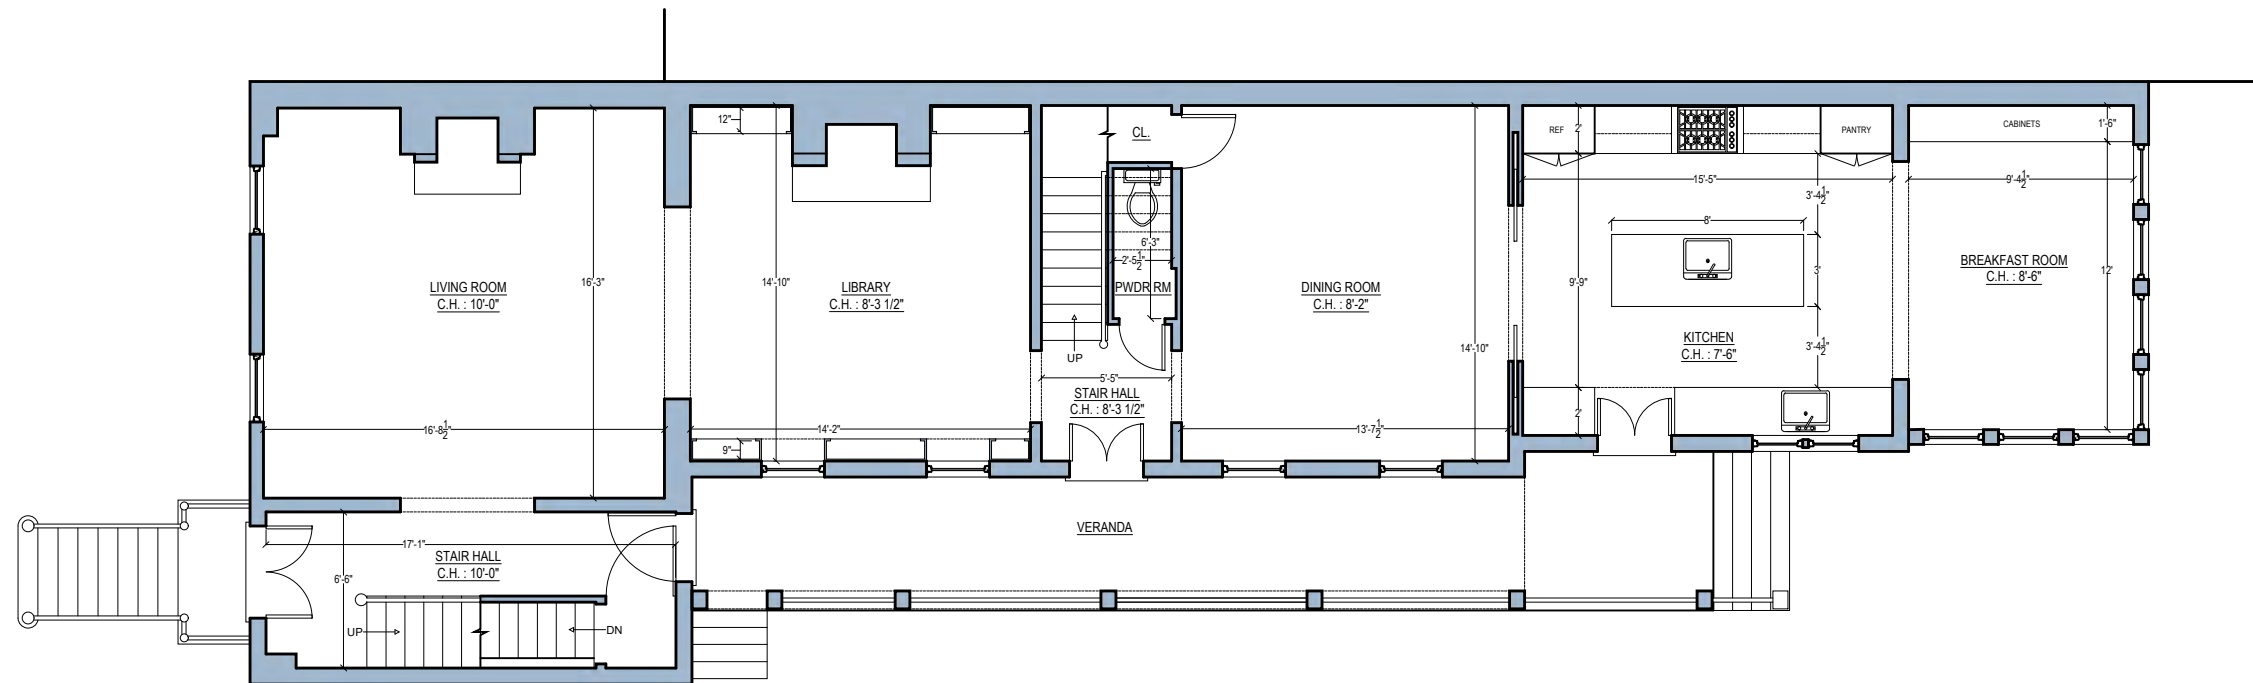 12"
CL.
REF
2'
PANTRY
CABINETS
1'-6"
15'-5"
9'-4 1/2"
3'-4 1/2"
8'
6'-3"
2'-5 1/2"
16'-3"
14'-10"
9'-9"
3'
12'
LIVING ROOM
C.H. : 10'-0"
LIBRARY
C.H. : 8'-3 1/2"
PWDR RM
DINING ROOM
C.H. : 8'-2"
BREAKFAST ROOM
C.H. : 8'-6"
KITCHEN
C.H. : 7'-6"
3'-4 1/2"
14'-10"
UP
5'-5"
STAIR HALL
C.H. : 8'-3 1/2"
2'
16'-8 1/2"
14'-2"
13'-7 1/2"
9"
VERANDA
17'-1"
STAIR HALL
C.H. : 10'-0"
6'-6"
UP
DN